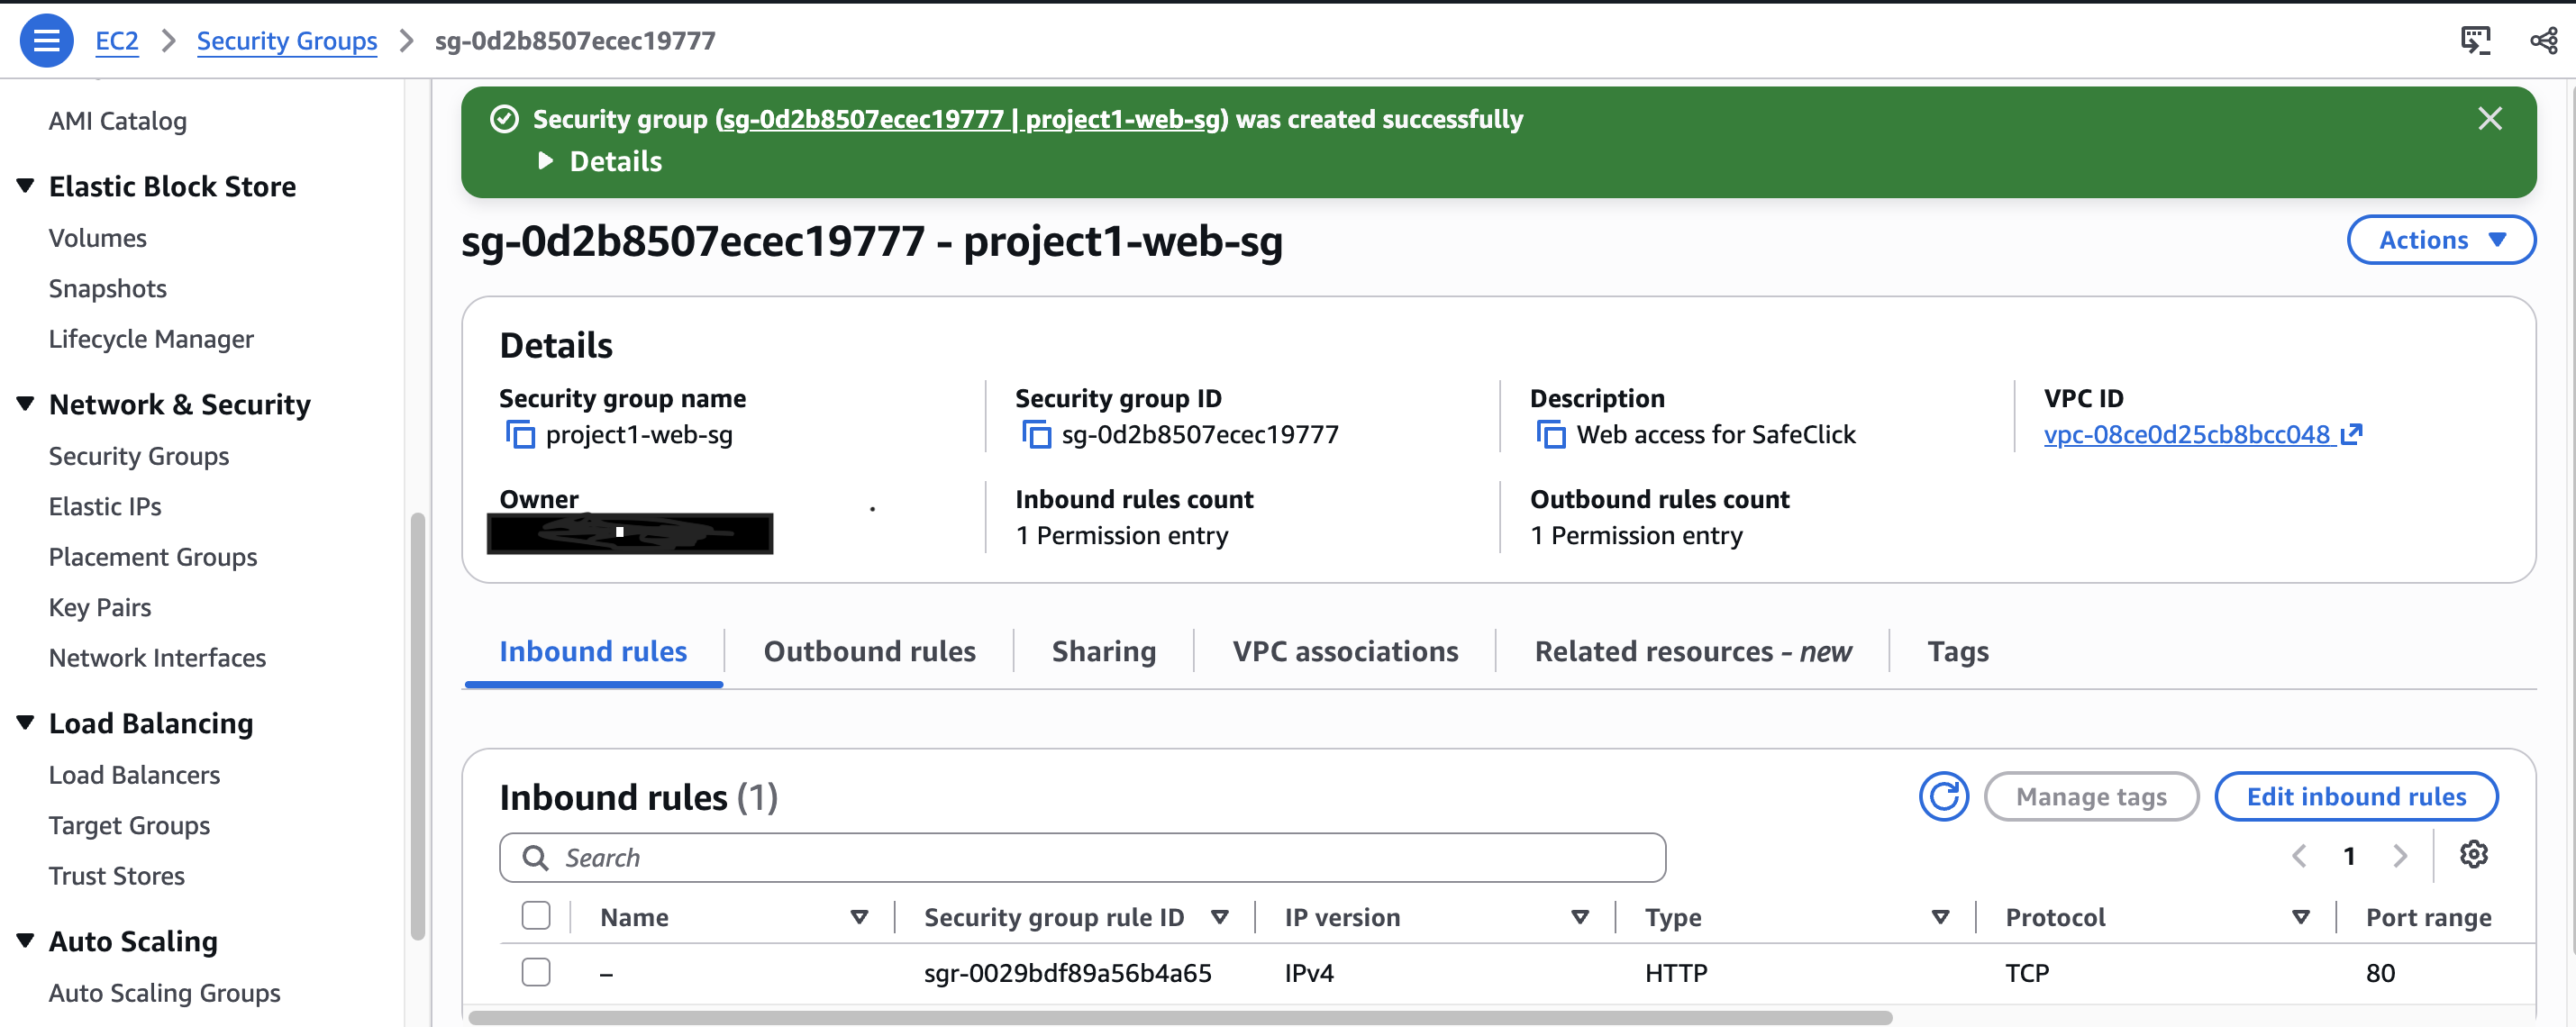 EC2 > Security Groups > sg-0d2b8507ecec19777
AMI Catalog
Elastic Block Store
Volumes
Snapshots
Lifecycle Manager
Network & Security
Security Groups
Elastic IPs
Placement Groups
Key Pairs
Network Interfaces
Load Balancing
Load Balancers
Target Groups
Trust Stores
Auto Scaling
Auto Scaling Groups
Security group (sg-0d2b8507ecec19777 | project1-web-sg) was created successfully
Details
sg-0d2b8507ecec19777 - project1-web-sg
Actions
Details
Security group name
project1-web-sg
Security group ID
sg-0d2b8507ecec19777
Description
Web access for SafeClick
VPC ID
vpc-08ce0d25cb8bcc048
Owner
Inbound rules count
1 Permission entry
Outbound rules count
1 Permission entry
Inbound rules
Outbound rules
Sharing
VPC associations
Related resources - new
Tags
Inbound rules (1)
Manage tags
Edit inbound rules
Search
1
Name Security group rule ID IP version Type Protocol Port range
– sgr-0029bdf89a56b4a65 IPv4 HTTP TCP 80